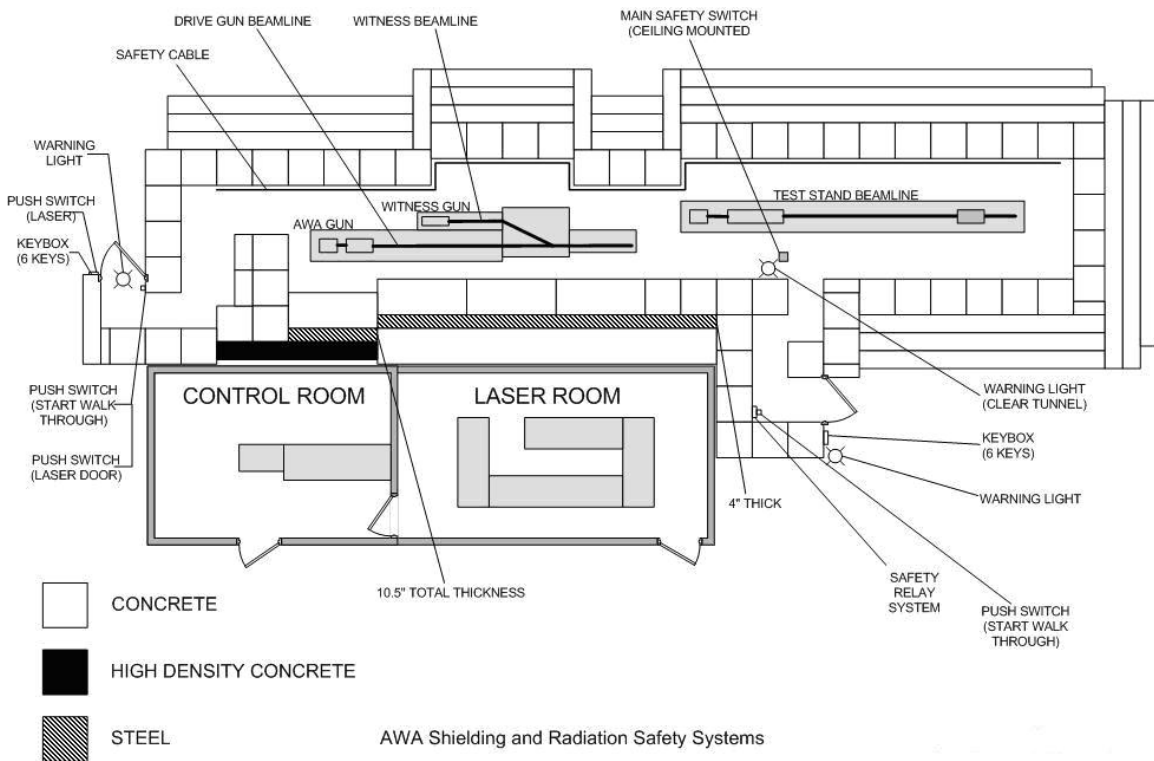 DRIVE GUN BEAMLINE
WITNESS BEAMLINE
MAIN SAFETY SWITCH
(CEILING MOUNTED
SAFETY CABLE
WARNING
LIGHT
PUSH SWITCH
(LASER)
KEYBOX
(6 KEYS)
WITNESS GUN
AWA GUN
TEST STAND BEAMLINE
PUSH SWITCH
(START WALK
THROUGH)
PUSH SWITCH
(LASER DOOR)
CONTROL ROOM
LASER ROOM
WARNING LIGHT
(CLEAR TUNNEL)
KEYBOX
(6 KEYS)
WARNING LIGHT
4" THICK
10.5" TOTAL THICKNESS
SAFETY
RELAY
SYSTEM
PUSH SWITCH
(START WALK
THROUGH)
CONCRETE
HIGH DENSITY CONCRETE
STEEL
AWA Shielding and Radiation Safety Systems